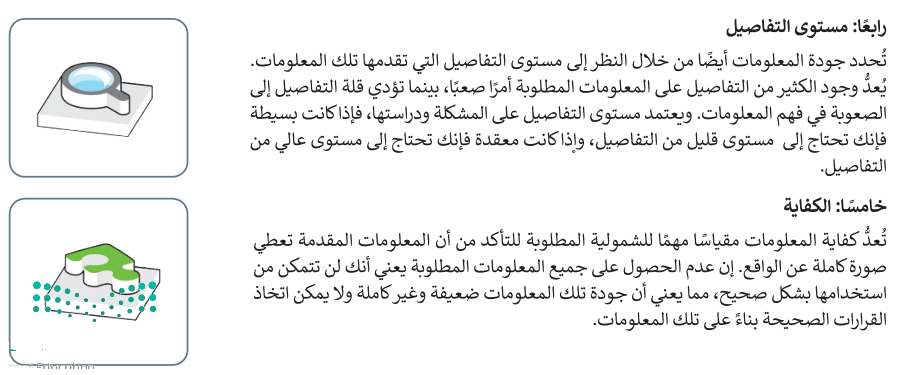 رابعًا: مستوى التفاصيل
تُحدد جودة المعلومات أيضًا من خلال النظر إلى مستوى التفاصيل التي تقدمها تلك المعلومات.
يُعدُّ وجود الكثير من التفاصيل على المعلومات المطلوبة أمرًا صعبًا، بينما تؤدي قلة التفاصيل إلى
الصعوبة في فهم المعلومات. ويعتمد مستوى التفاصيل على المشكلة ودراستها، فإذا كانت بسيطة
فإنك تحتاج إلى مستوى قليل من التفاصيل، وإذا كانت معقدة فإنك تحتاج إلى مستوى عالي من
التفاصيل.
خامسًا: الكفاية
تُعدُّ كفاية المعلومات مقياسًا مهمًا للشمولية المطلوبة للتأكد من أن المعلومات المقدمة تعطي
صورة كاملة عن الواقع. إن عدم الحصول على جميع المعلومات المطلوبة يعني أنك لن تتمكن من
استخدامها بشكل صحيح، مما يعني أن جودة تلك المعلومات ضعيفة وغير كاملة ولا يمكن اتخاذ
القرارات الصحيحة بناءً على تلك المعلومات.